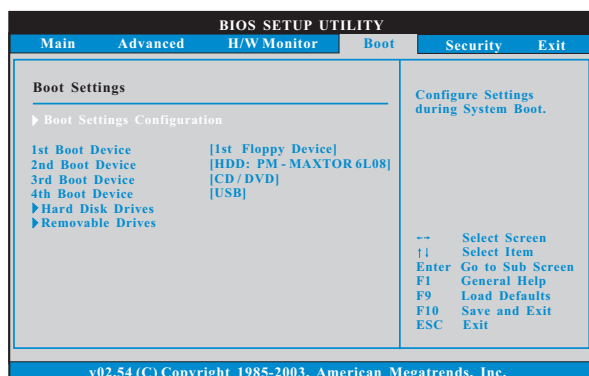 BIOS SETUP UTILITY
Main Advanced H/W Monitor Boot Security Exit
Boot Settings
Boot Settings Configuration
1st Boot Device [1st Floppy Device]
2nd Boot Device [HDD: PM - MAXTOR 6L08]
3rd Boot Device [CD / DVD]
4th Boot Device [USB]
Hard Disk Drives
Removable Drives
Configure Settings
during System Boot.
←→ Select Screen
↑↓ Select Item
Enter Go to Sub Screen
F1 General Help
F9 Load Defaults
F10 Save and Exit
ESC Exit
v02.54 (C) Copyright 1985-2003, American Megatrends, Inc.